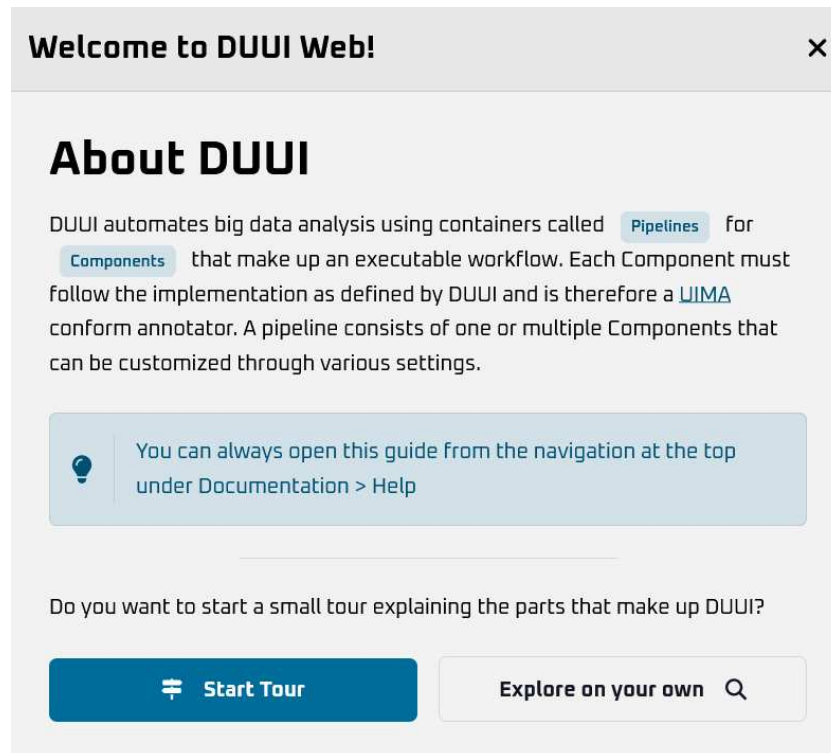 Welcome to DUUI Web!
About DUUI
DUUI automates big data analysis using containers called Pipelines for
Components that make up an executable workflow. Each Component must
follow the implementation as defined by DUUI and is therefore a UIMA
conform annotator. A pipeline consists of one or multiple Components that
can be customized through various settings.
You can always open this guide from the navigation at the top
under Documentation > Help
Do you want to start a small tour explaining the parts that make up DUUI?
Start Tour
Explore on your own